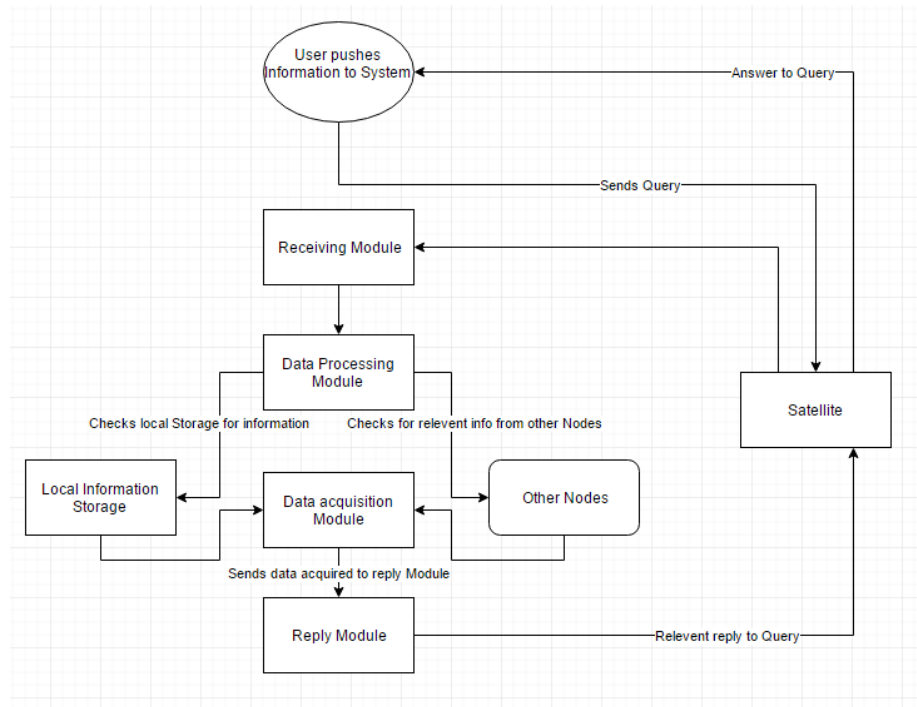 User pushes
Information to System
Answer to Query
Sends Query
Receiving Module
Data Processing
Module
Satellite
Checks local Storage for information
Checks for relevant info from other Nodes
Local Information
Storage
Data acquisition
Module
Other Nodes
Sends data acquired to reply Module
Reply Module
Relevent reply to Query